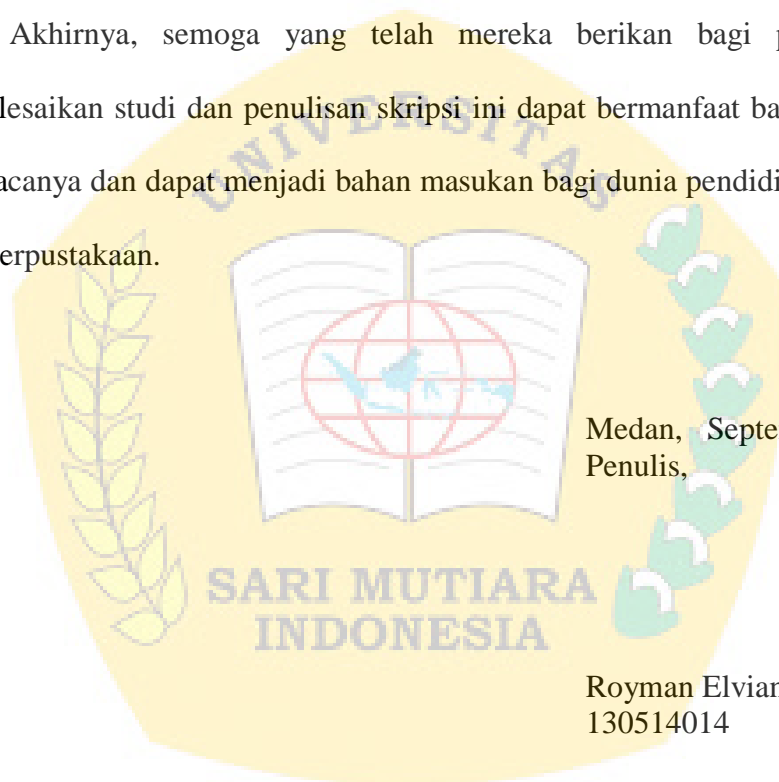 Akhirnya, semoga yang telah mereka berikan bagi p
lesaikan studi dan penulisan skripsi ini dapat bermanfaat ba
acanya dan dapat menjadi bahan masukan bagi dunia pendidi
erpustakaan.
UNIVERSITAS
Medan, Septe
Penulis,
SARI MUTIARA
INDONESIA
Royman Elvian
130514014